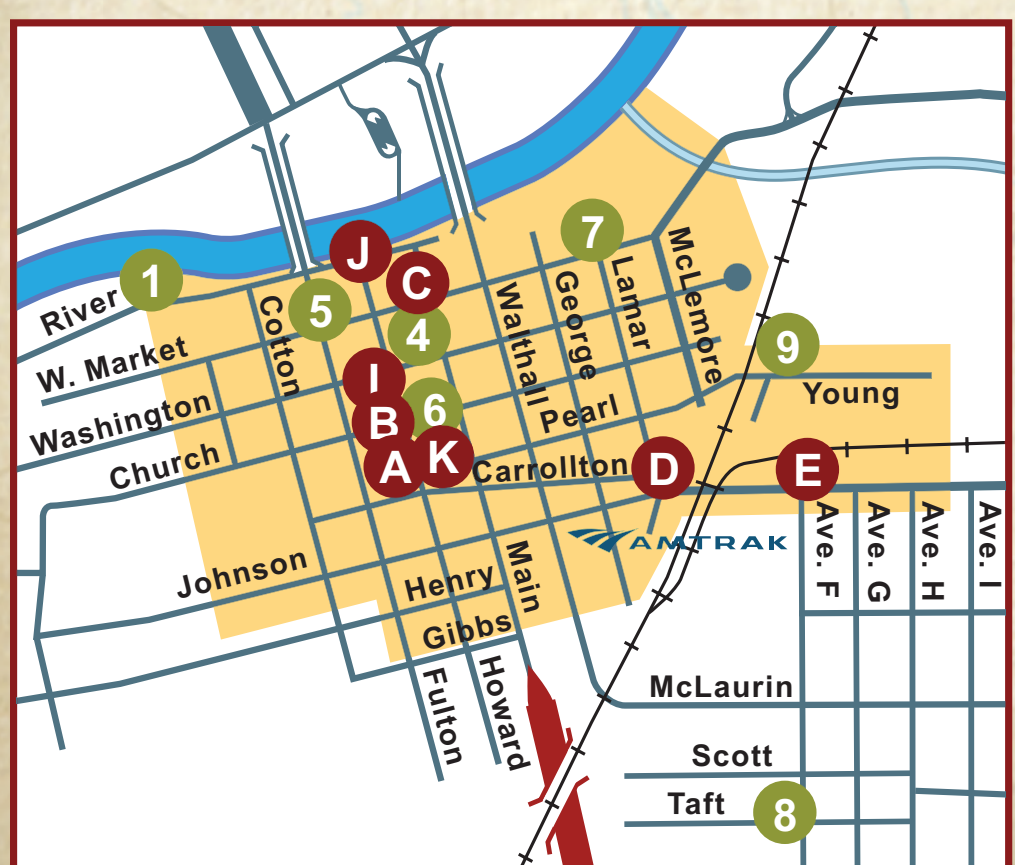 7
J
McLemore
1
C
Lamar
George
River
5
Cotton
Walthall
4
9
W. Market
I
Young
6
Washington
B
Pearl
K
A
Church
Carrollton
D
E
AMTRAK
Ave. F
Ave. G
Ave. H
Ave. I
Johnson
Main
Henry
Gibbs
Howard
Fulton
McLaurin
Scott
Taft
8